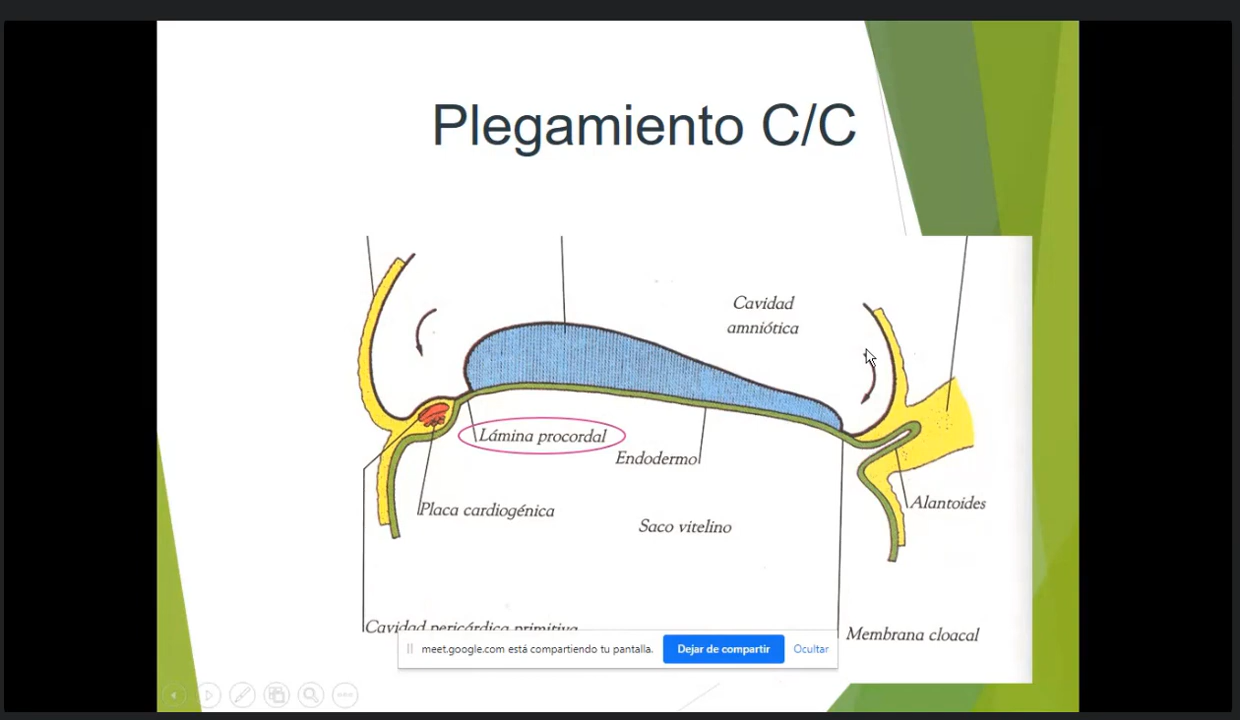 Plegamiento C/C
Cavidad
amniótica
Lámina procordal
Endodermo
Placa cardiogénica
Alantoides
Saco vitelino
Cavidad pericárdica primitiva
Membrana cloacal
meet.google.com está compartiendo tu pantalla.
Dejar de compartir
Ocultar